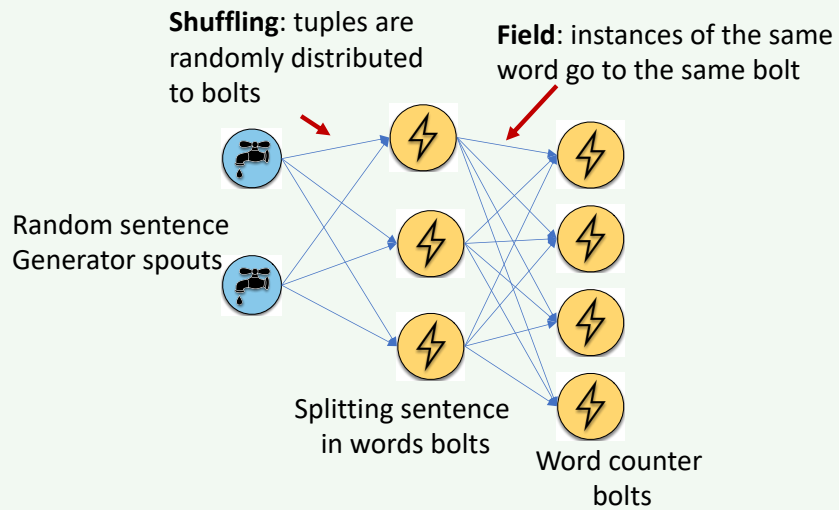 Shuffling: tuples are
randomly distributed
to bolts
Field: instances of the same
word go to the same bolt
Random sentence
Generator spouts
Splitting sentence
in words bolts
Word counter
bolts